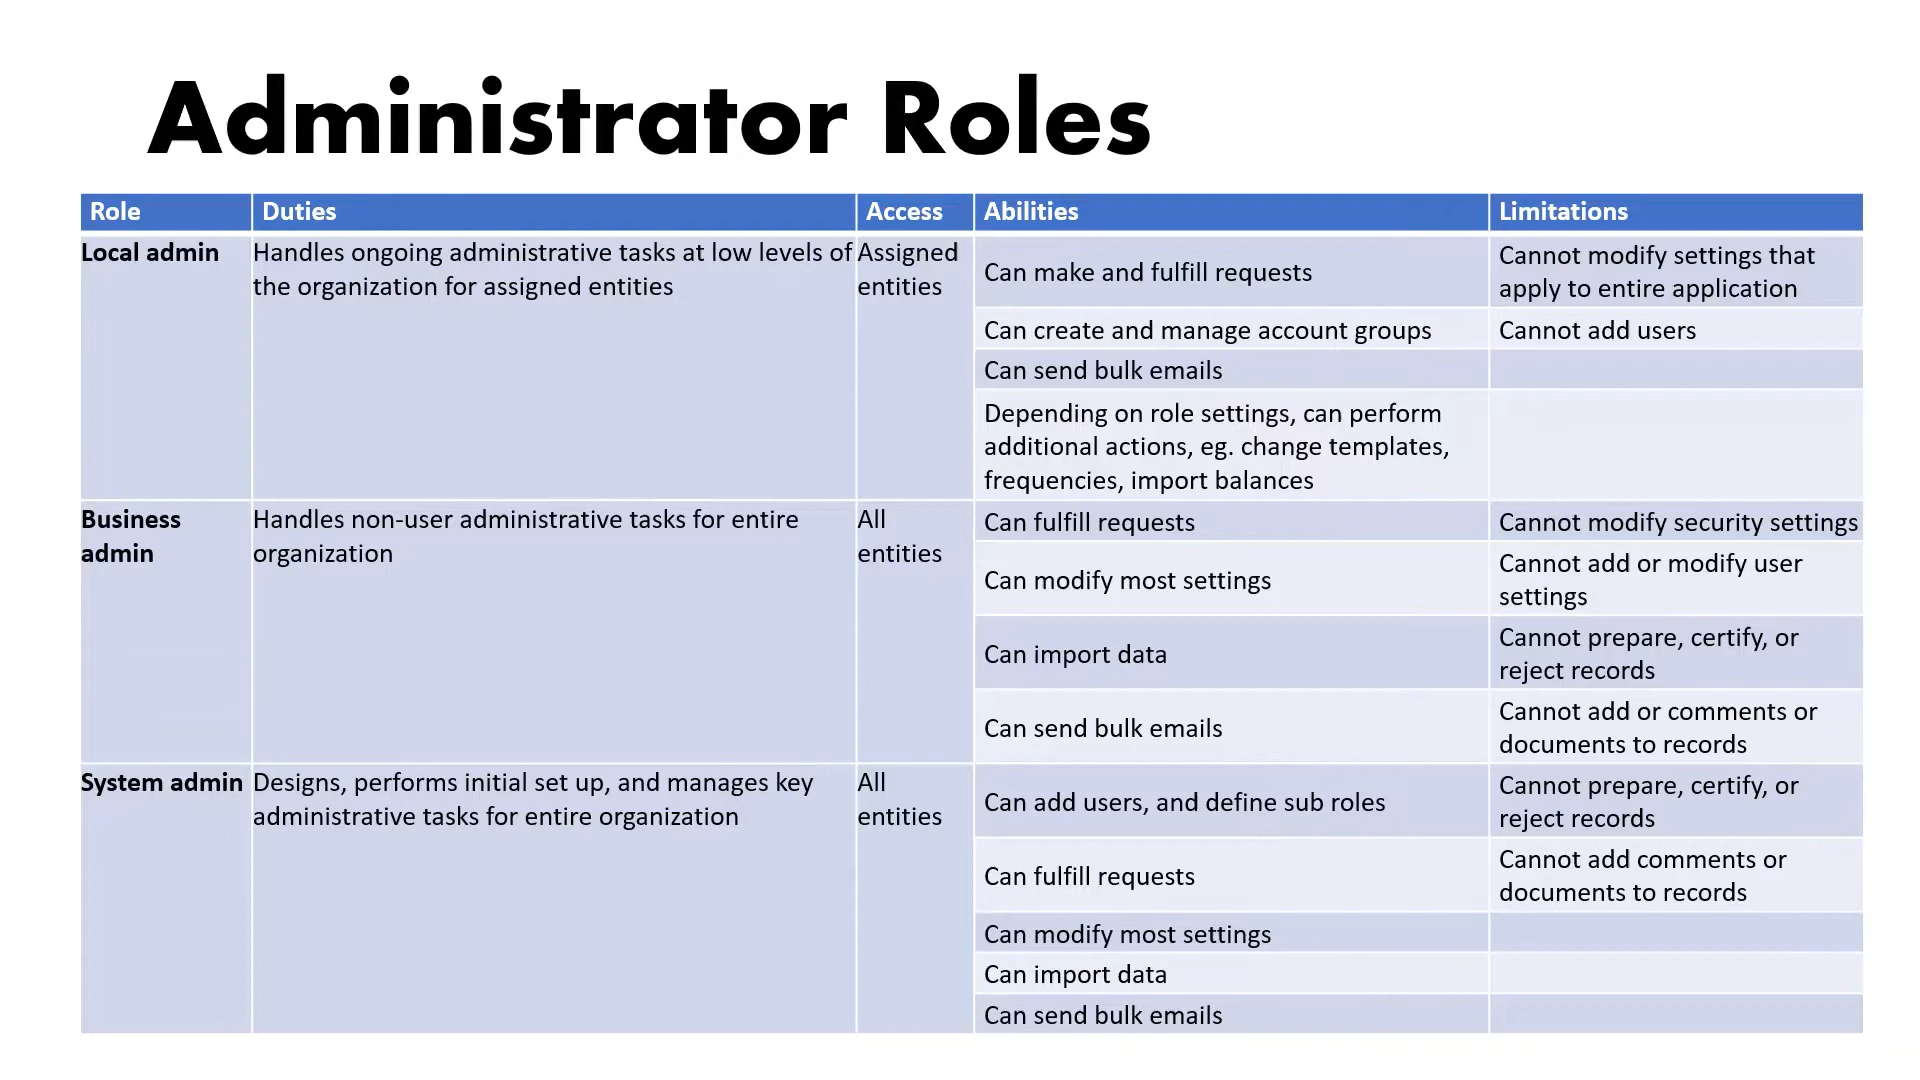 Administrator Roles
Role Duties Access Abilities Limitations
Local admin
Handles ongoing administrative tasks at low levels of
the organization for assigned entities
Assigned
entities
Can make and fulfill requests
Cannot modify settings that
apply to entire application
Can create and manage account groups
Cannot add users
Can send bulk emails
Depending on role settings, can perform
additional actions, eg. change templates,
frequencies, import balances
Business
admin
Handles non-user administrative tasks for entire
organization
All
entities
Can fulfill requests
Cannot modify security settings
Can modify most settings
Cannot add or modify user
settings
Can import data
Cannot prepare, certify, or
reject records
Can send bulk emails
Cannot add or comments or
documents to records
System admin
Designs, performs initial set up, and manages key
administrative tasks for entire organization
All
entities
Can add users, and define sub roles
Cannot prepare, certify, or
reject records
Can fulfill requests
Cannot add comments or
documents to records
Can modify most settings
Can import data
Can send bulk emails